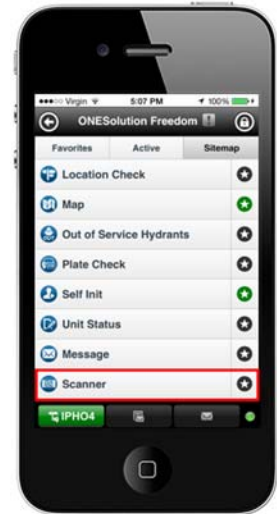 Virgin 5:07 PM 100%
ONESolution Freedom
Favorites Active Sitemap
Location Check
Map
Out of Service Hydrants
Plate Check
Self Init
Unit Status
Message
Scanner
IPHO4